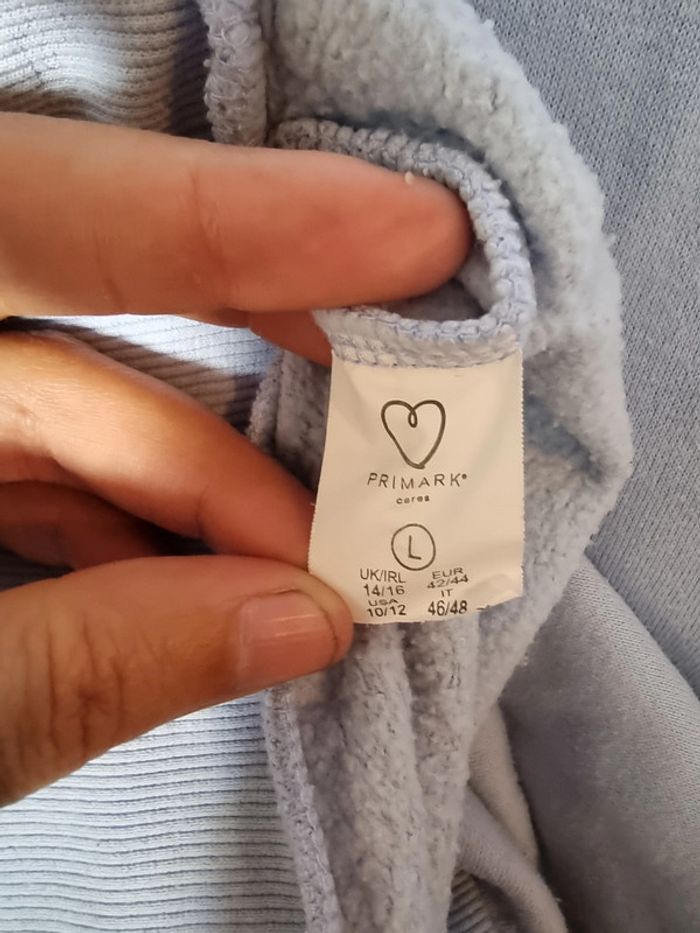 PRIMARK®
cares
L
UK/IRL EUR
14/16 42/44
USA IT
10/12 46/48